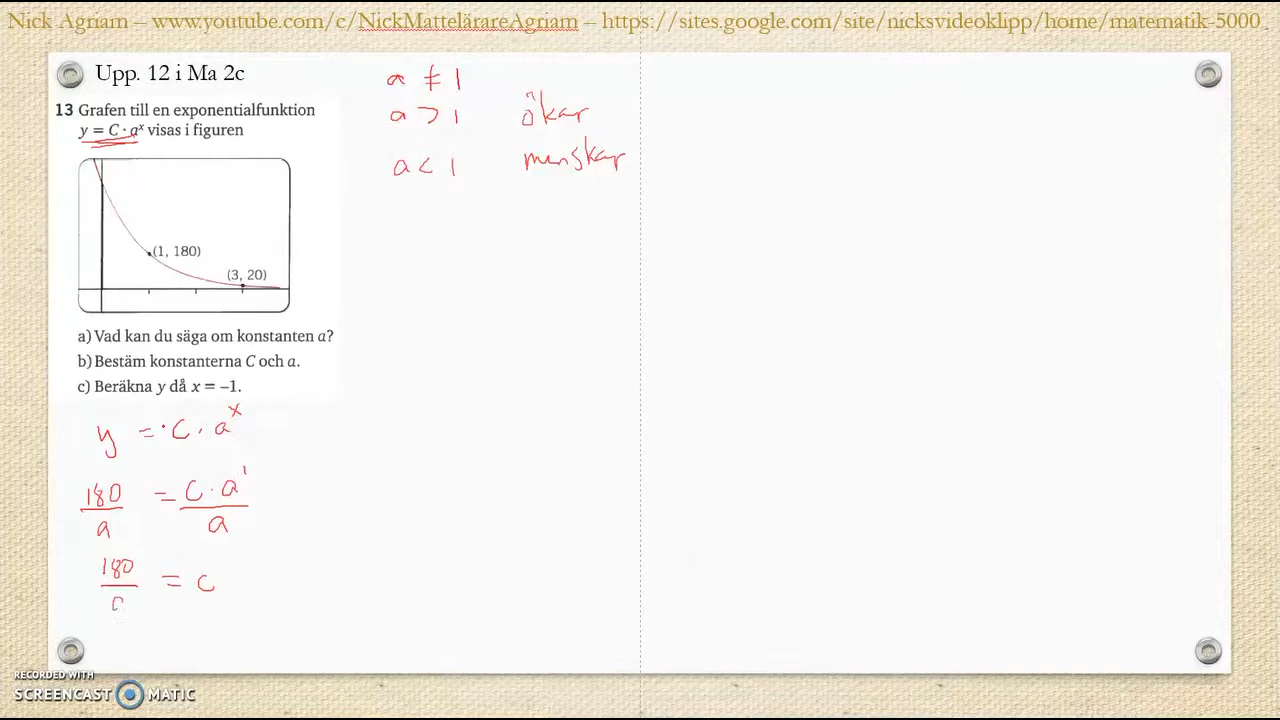 Nick Agriam – www.youtube.com/c/NickMattelärareAgriam – https://sites.google.com/site/nicksvideoklipp/home/matematik-5000
Upp. 12 i Ma 2c
13 Grafen till en exponentialfunktion
y = C · a^x visas i figuren
(1, 180)
(3, 20)
a) Vad kan du säga om konstanten a?
b) Bestäm konstanterna C och a.
c) Beräkna y då x = –1.
a ≠ 1
a > 1 ökar
a < 1 menskar
y = · C · a^x
180/a = C · a^1/a
180/ = C
RECORDED WITH
SCREENCAST MATIC